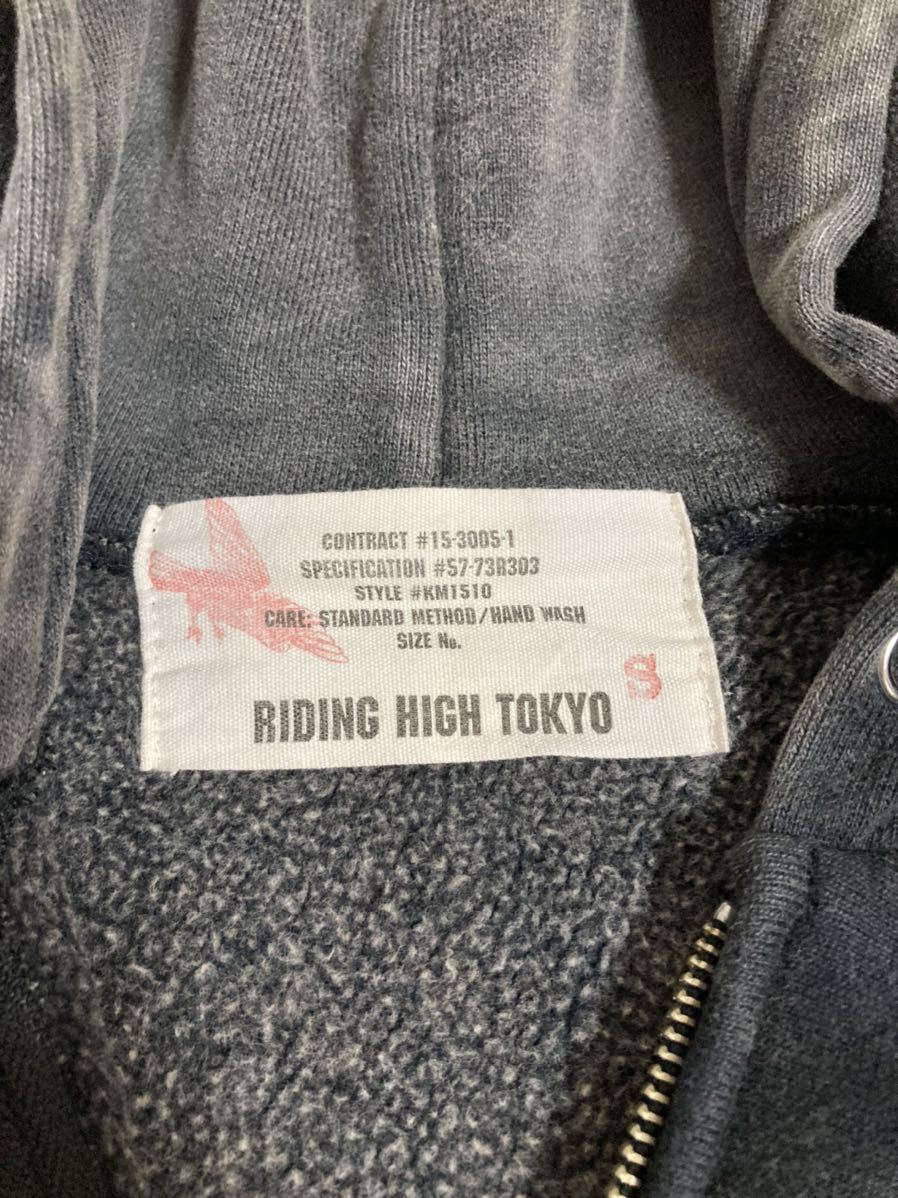 CONTRACT #15-3005-1
SPECIFICATION #57-73R303
STYLE #KM1510
CARE: STANDARD METHOD/HAND WASH
SIZE No.
S
RIDING HIGH TOKYO